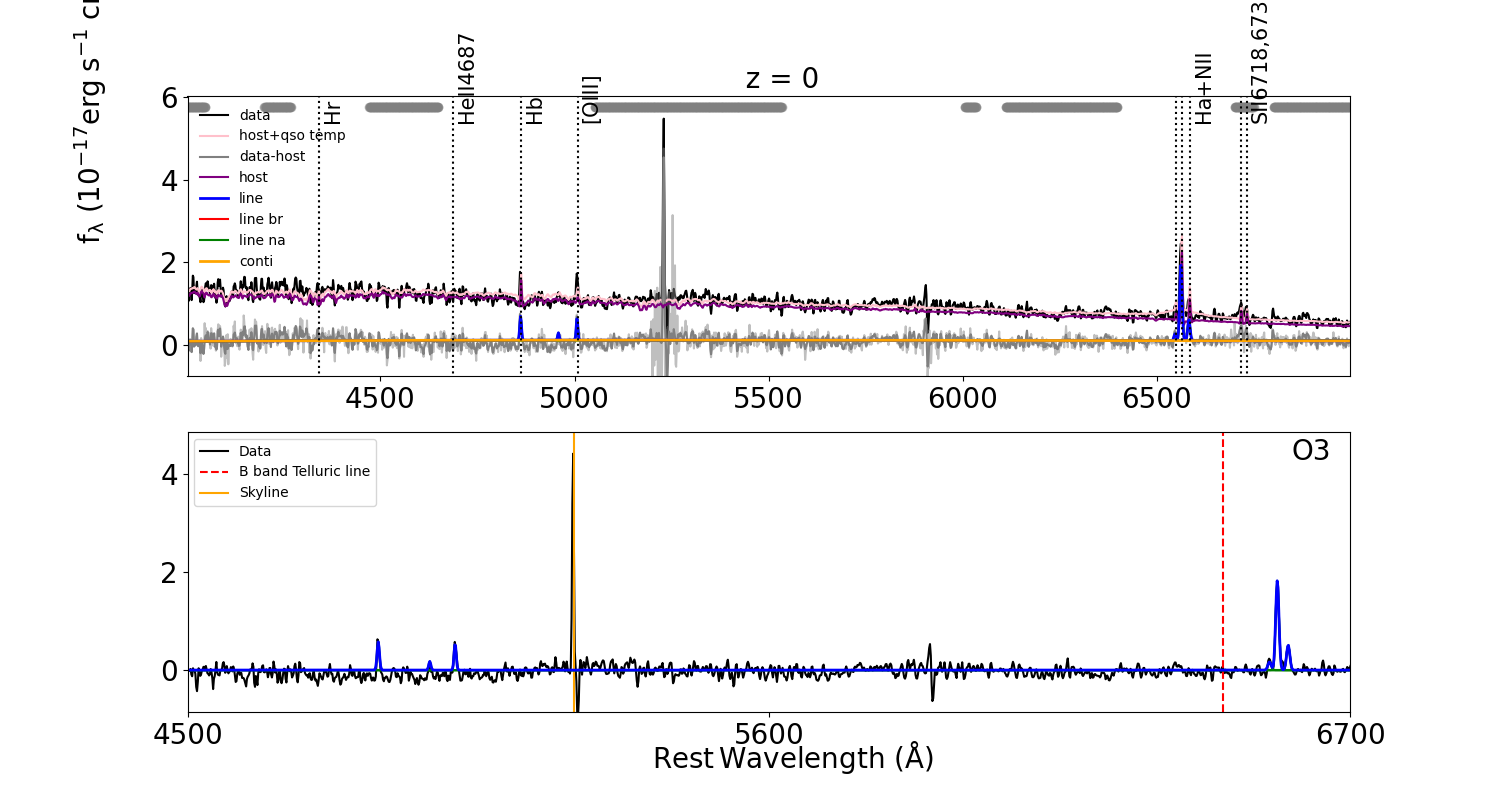 z = 0
f_λ (10^−17 erg s^−1
Hr
HeII4687
Hb
[OIII]
Ha+NII
SII6718,673
6
4
2
0
data
host+qso temp
data-host
host
line
line br
line na
conti
4500
5000
5500
6000
6500
O3
4
2
0
Data
B band Telluric line
Skyline
4500
5600
6700
Rest Wavelength (Å)